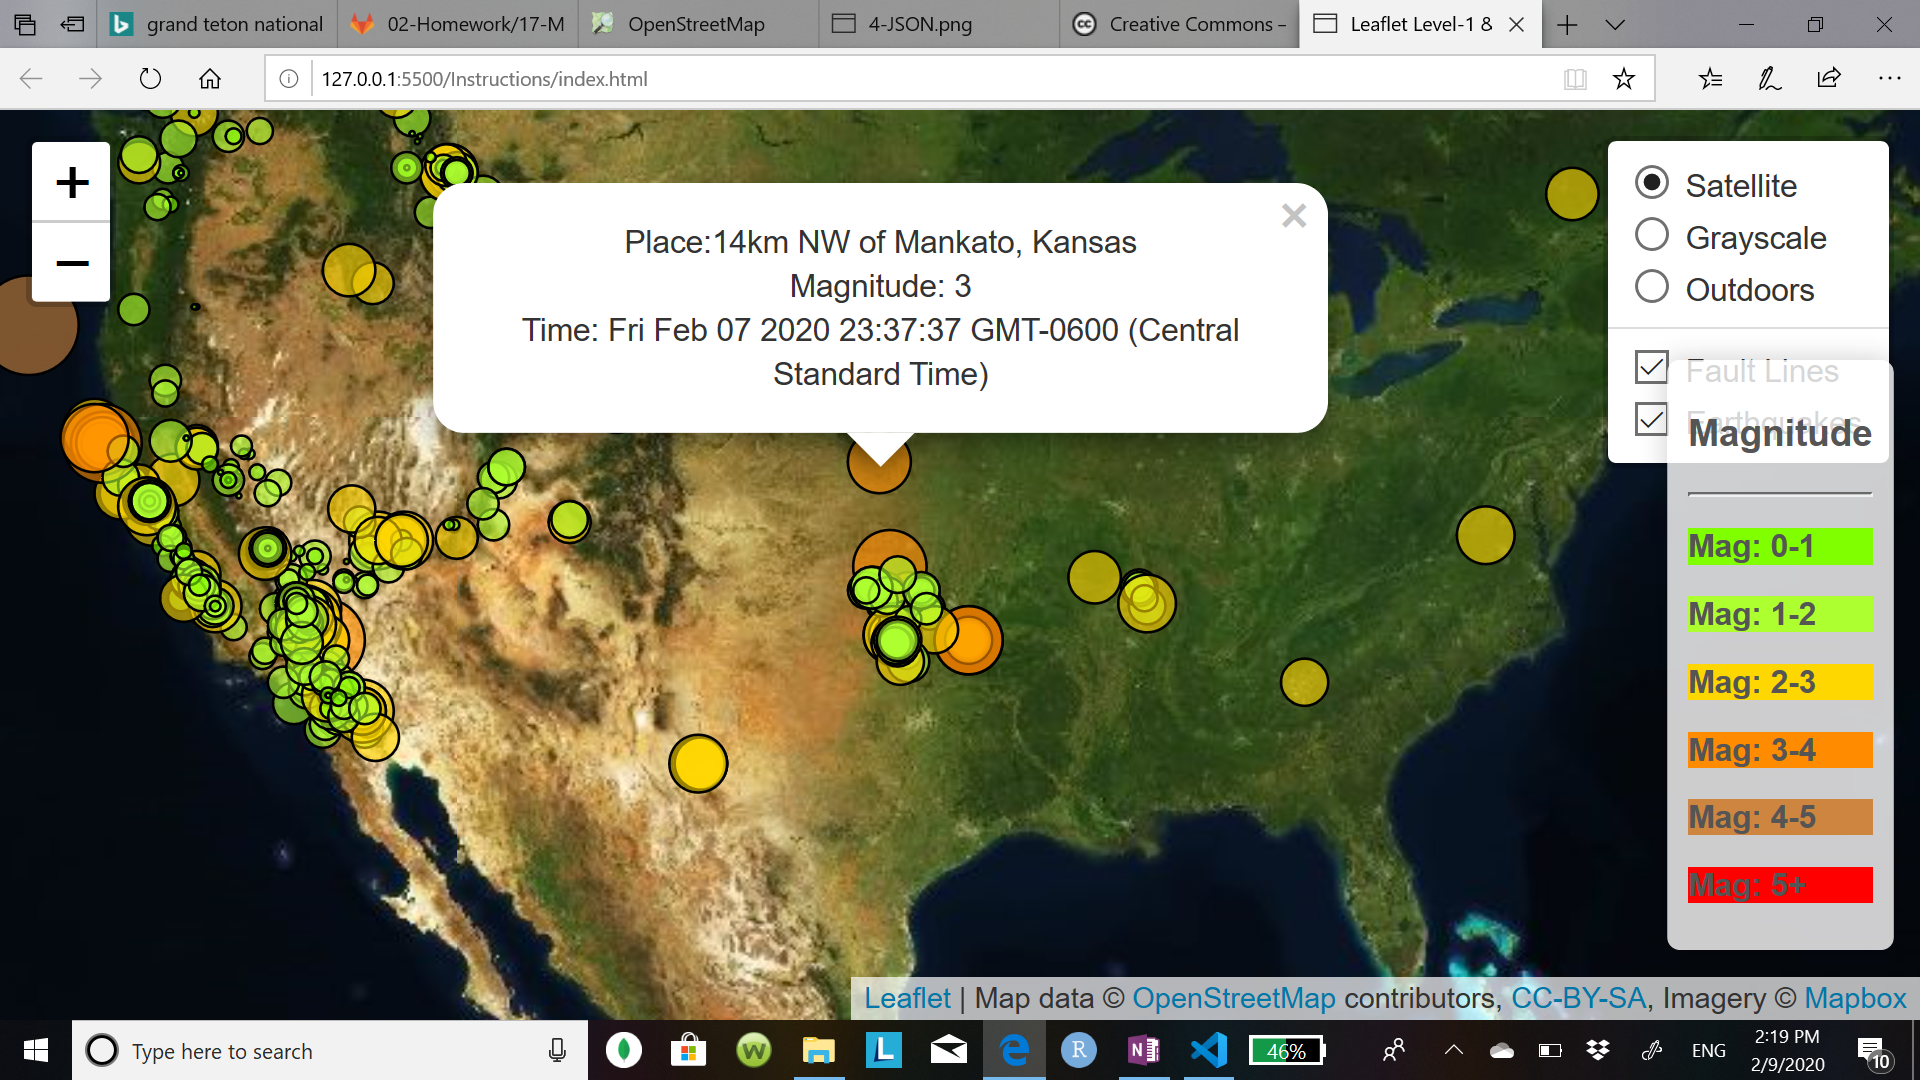 grand teton national
02-Homework/17-M
OpenStreetMap
4-JSON.png
Creative Commons –
Leaflet Level-1 &
127.0.0.1:5500/Instructions/index.html
+
−
Place:14km NW of Mankato, Kansas
Magnitude: 3
Time: Fri Feb 07 2020 23:37:37 GMT-0600 (Central
Standard Time)
Satellite
Grayscale
Outdoors
Fault Lines
Earthquakes
Magnitude
Mag: 0-1
Mag: 1-2
Mag: 2-3
Mag: 3-4
Mag: 4-5
Mag: 5+
Leaflet | Map data © OpenStreetMap contributors, CC-BY-SA, Imagery © Mapbox
Type here to search
46%
ENG
2:19 PM
2/9/2020
10